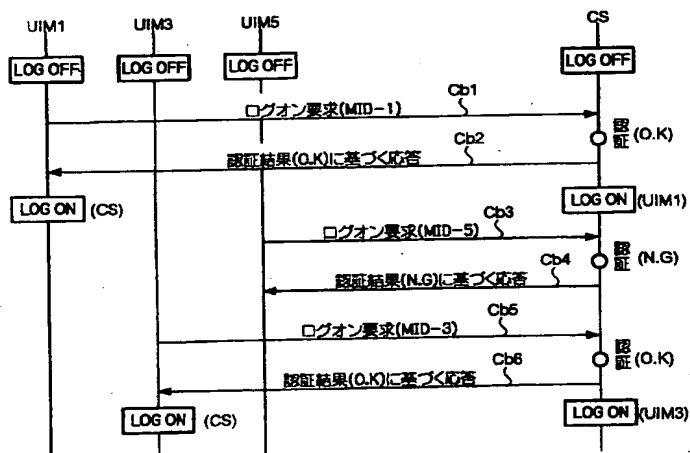 UIM1 UIM3 UIM5 CS
LOG OFF LOG OFF LOG OFF LOG OFF
Cb1
ログオン要求(MID-1)
認証 (O.K)
Cb2
認証結果(O.K)に基づく応答
LOG ON (CS) LOG ON (UIM1)
Cb3
ログオン要求(MID-5)
認証 (N.G)
Cb4
認証結果(N.G)に基づく応答
Cb5
ログオン要求(MID-3)
認証 (O.K)
Cb6
認証結果(O.K)に基づく応答
LOG ON (CS) LOG ON (UIM3)